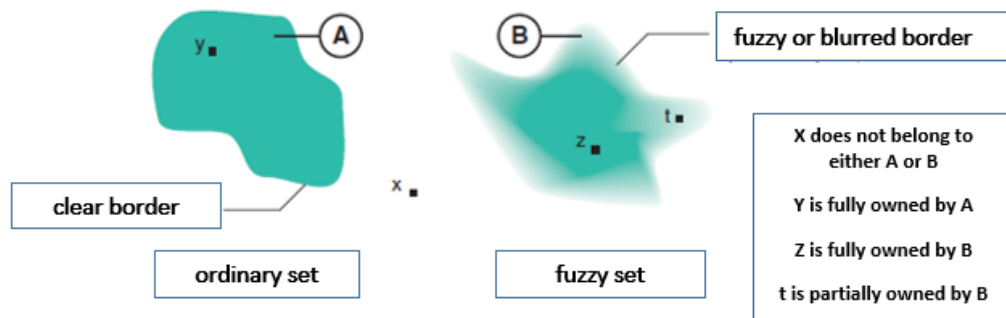 y
A
B
fuzzy or blurred border
t
z
x
clear border
ordinary set
fuzzy set
X does not belong to
either A or B
Y is fully owned by A
Z is fully owned by B
t is partially owned by B